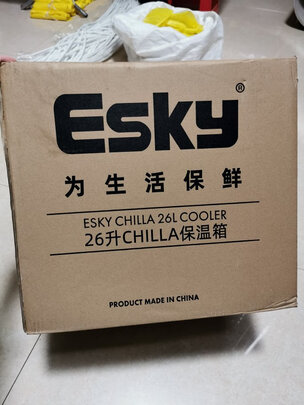 Esky®
为生活保鲜
ESKY CHILLA 26L COOLER
26升CHILLA保温箱
PRODUCT MADE IN CHINA